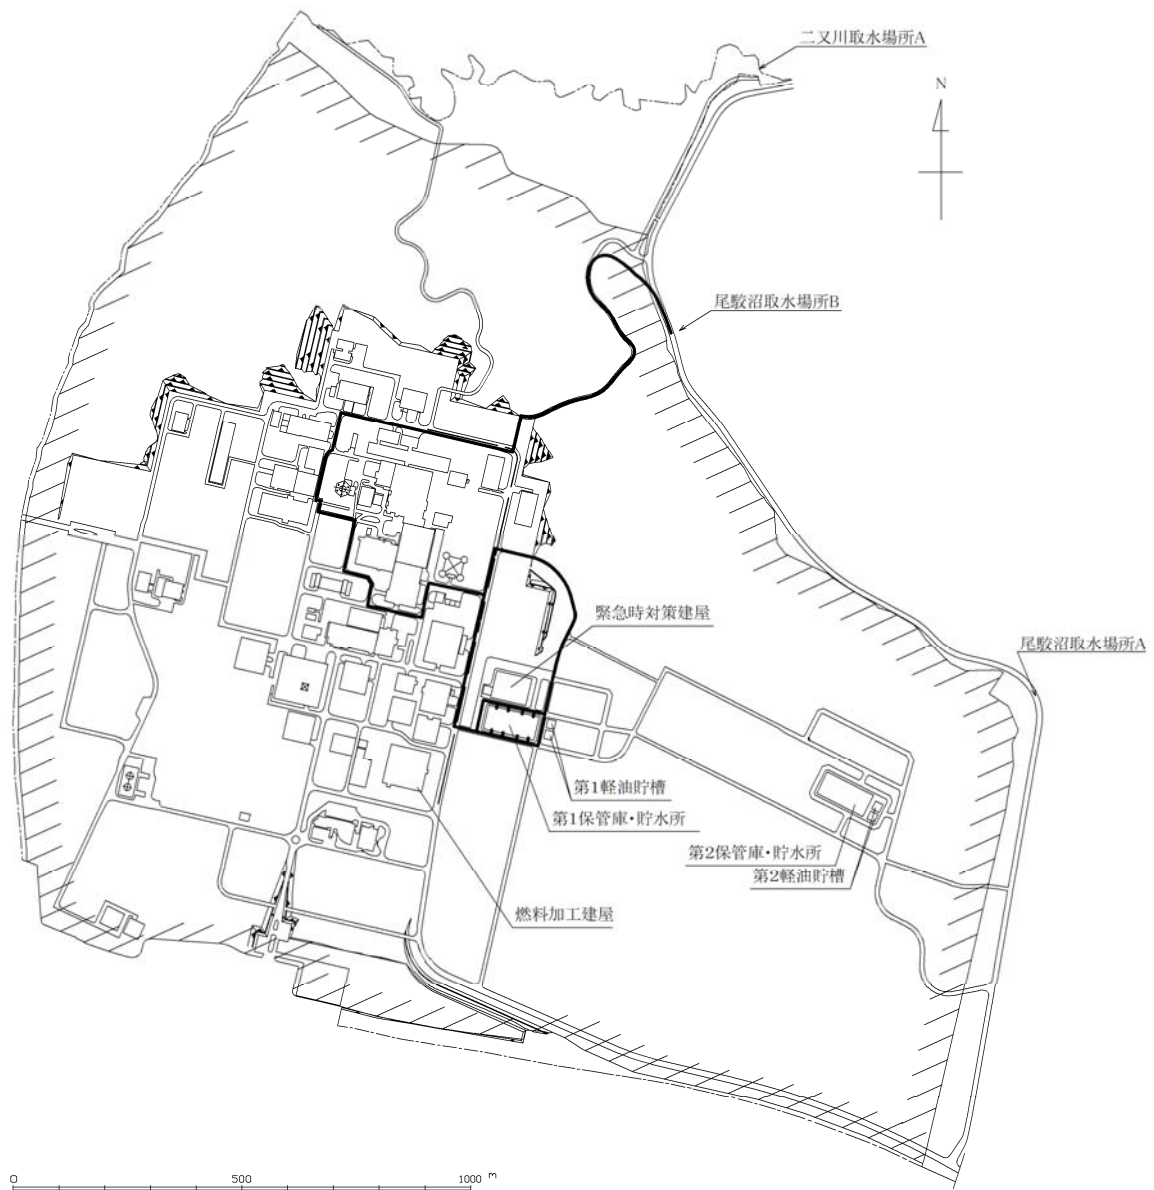 二又川取水場所A
N
尾駮沼取水場所B
緊急時対策建屋
尾駮沼取水場所A
第1軽油貯槽
第1保管庫・貯水所
第2保管庫・貯水所
第2軽油貯槽
燃料加工建屋
0 500 1000 m